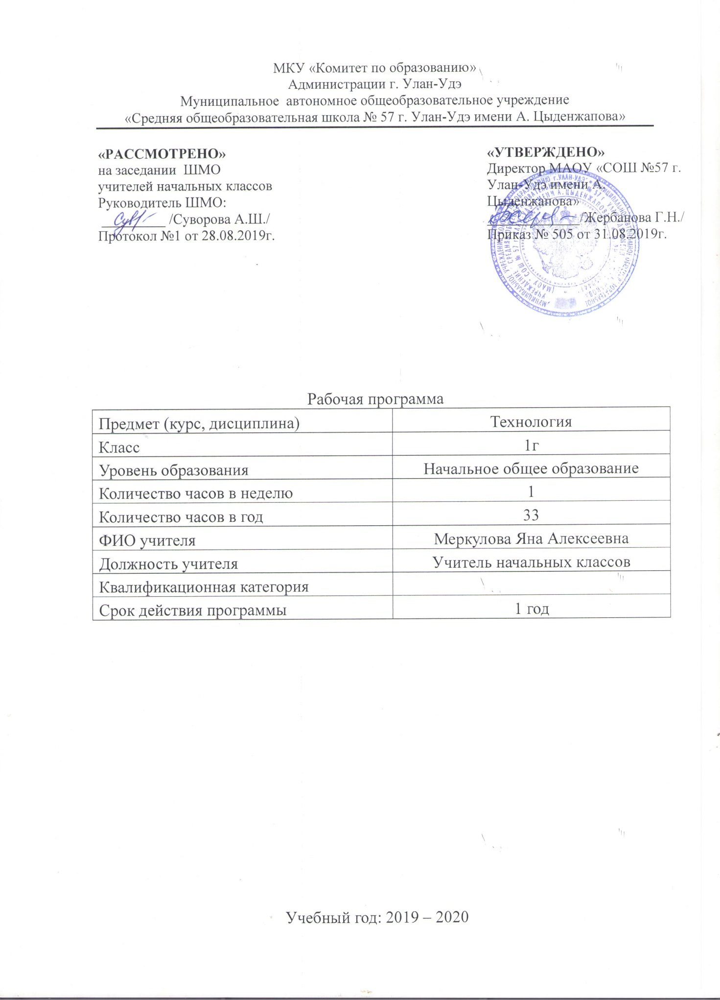 МКУ «Комитет по образованию»
Администрации г. Улан-Удэ
Муниципальное автономное общеобразовательное учреждение
«Средняя общеобразовательная школа № 57 г. Улан-Удэ имени А. Цыденжапова»
«РАССМОТРЕНО»
на заседании ШМО
учителей начальных классов
Руководитель ШМО:
/Суворова А.Ш./
Протокол №1 от 28.08.2019г.
«УТВЕРЖДЕНО»
Директор МАОУ «СОШ №57 г.
Улан-Удэ имени А.
Цыденжапова»
/Жербанова Г.Н./
Приказ № 505 от 31.08.2019г.
Рабочая программа
Предмет (курс, дисциплина) Технология
Класс 1г
Уровень образования Начальное общее образование
Количество часов в неделю 1
Количество часов в год 33
ФИО учителя Меркулова Яна Алексеевна
Должность учителя Учитель начальных классов
Квалификационная категория
Срок действия программы 1 год
Учебный год: 2019 – 2020